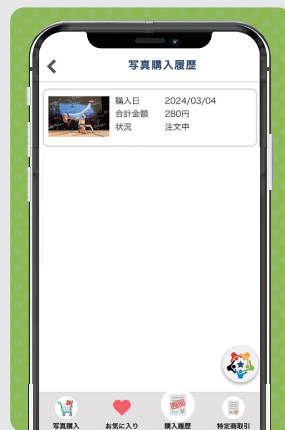 写真購入履歴
購入日 2024/03/04
合計金額 280円
状況 注文中
写真購入 お気に入り 購入履歴 特定商取引